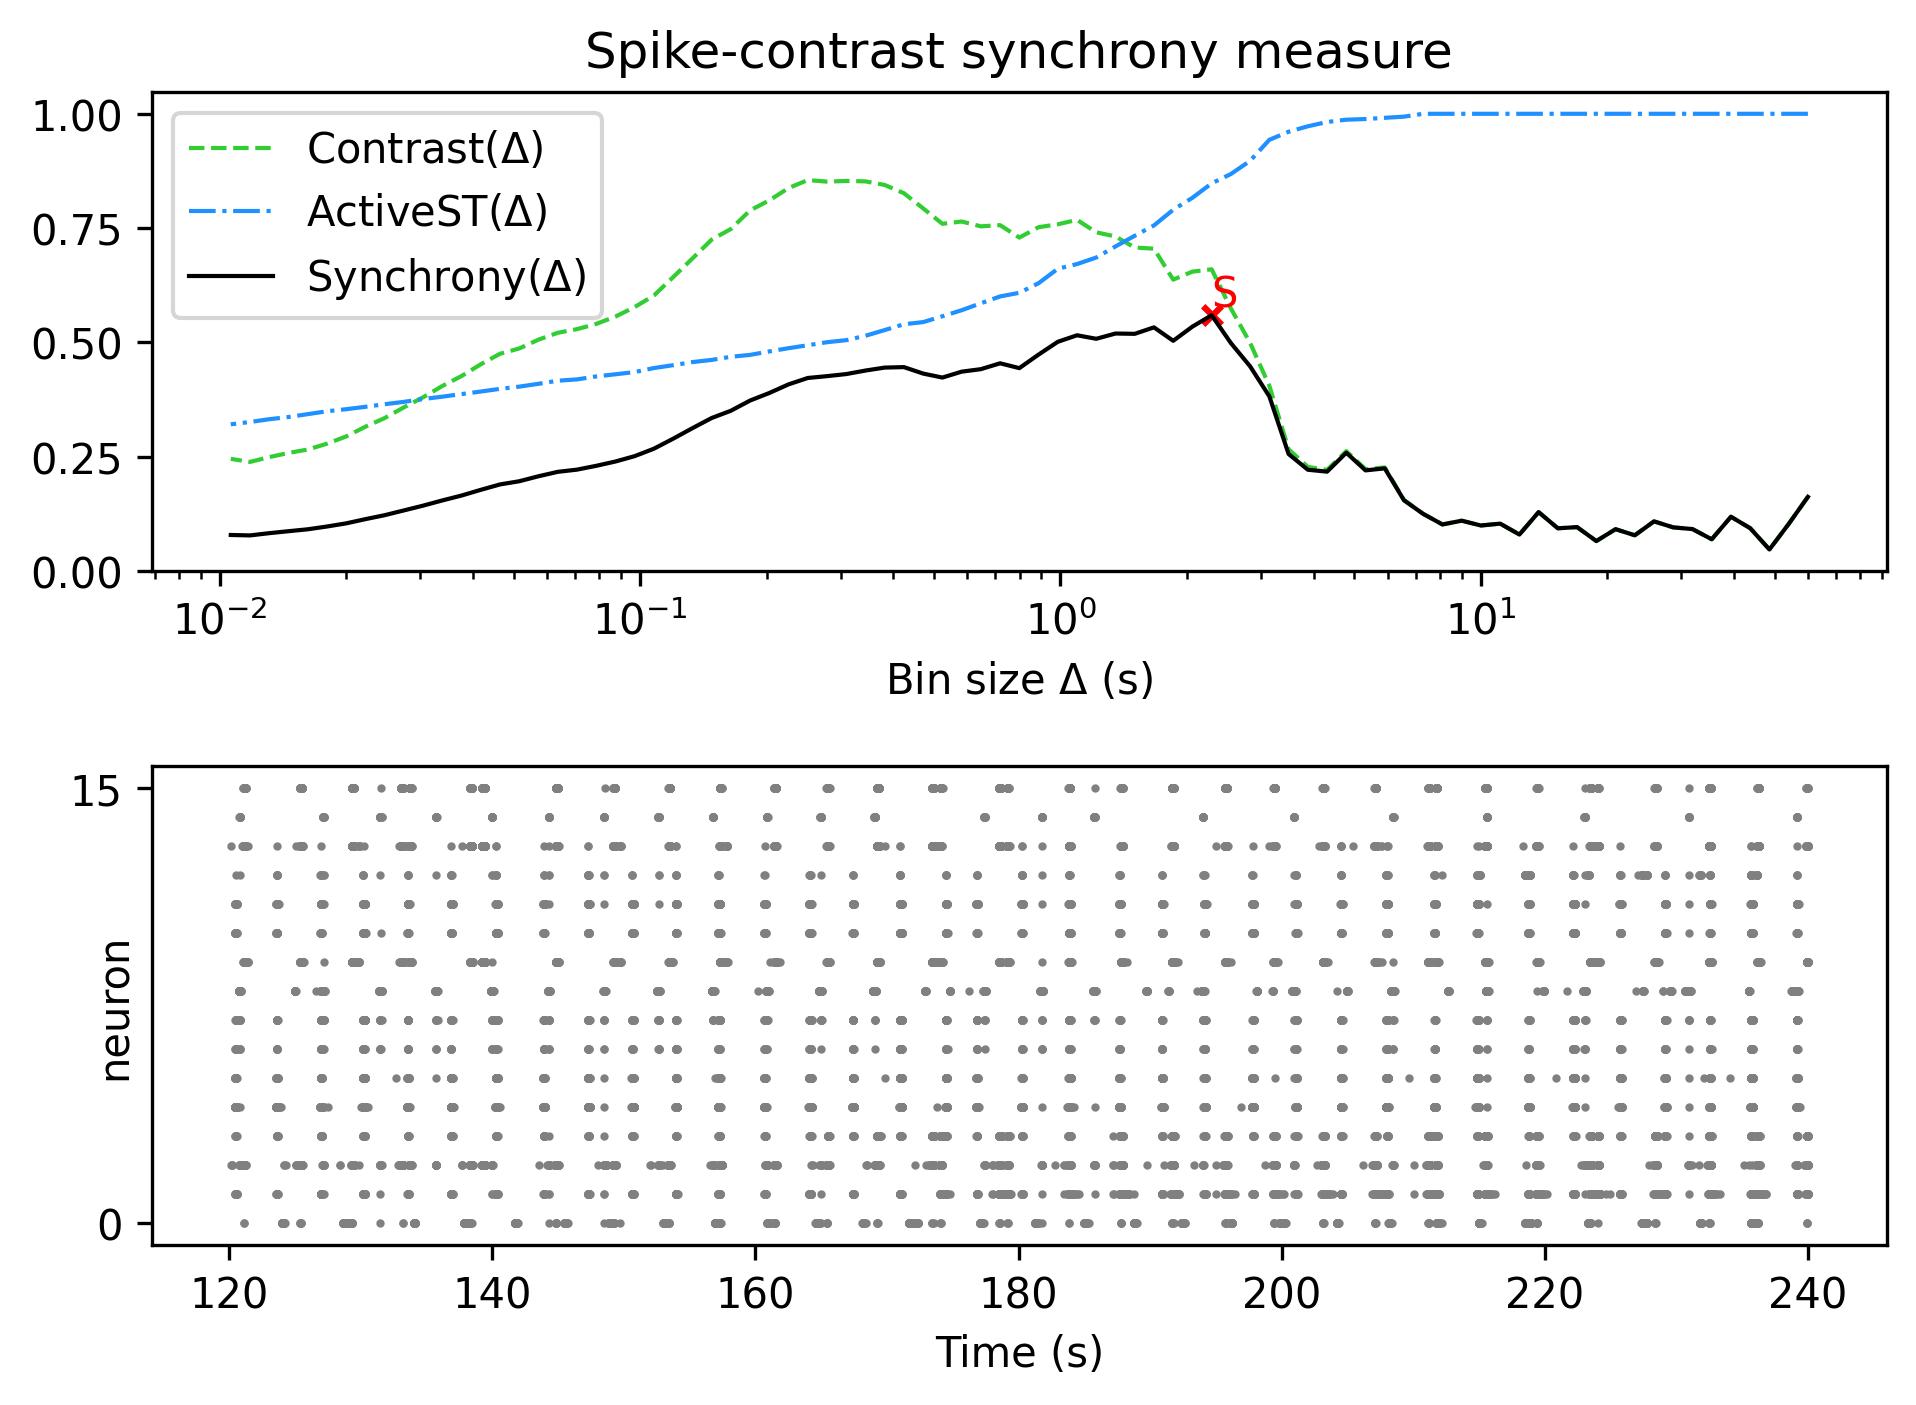 Spike-contrast synchrony measure
1.00
0.75
0.50
0.25
0.00
Contrast(Δ)
ActiveST(Δ)
Synchrony(Δ)
S
10⁻² 10⁻¹ 10⁰ 10¹
Bin size Δ (s)
15
0
neuron
120 140 160 180 200 220 240
Time (s)